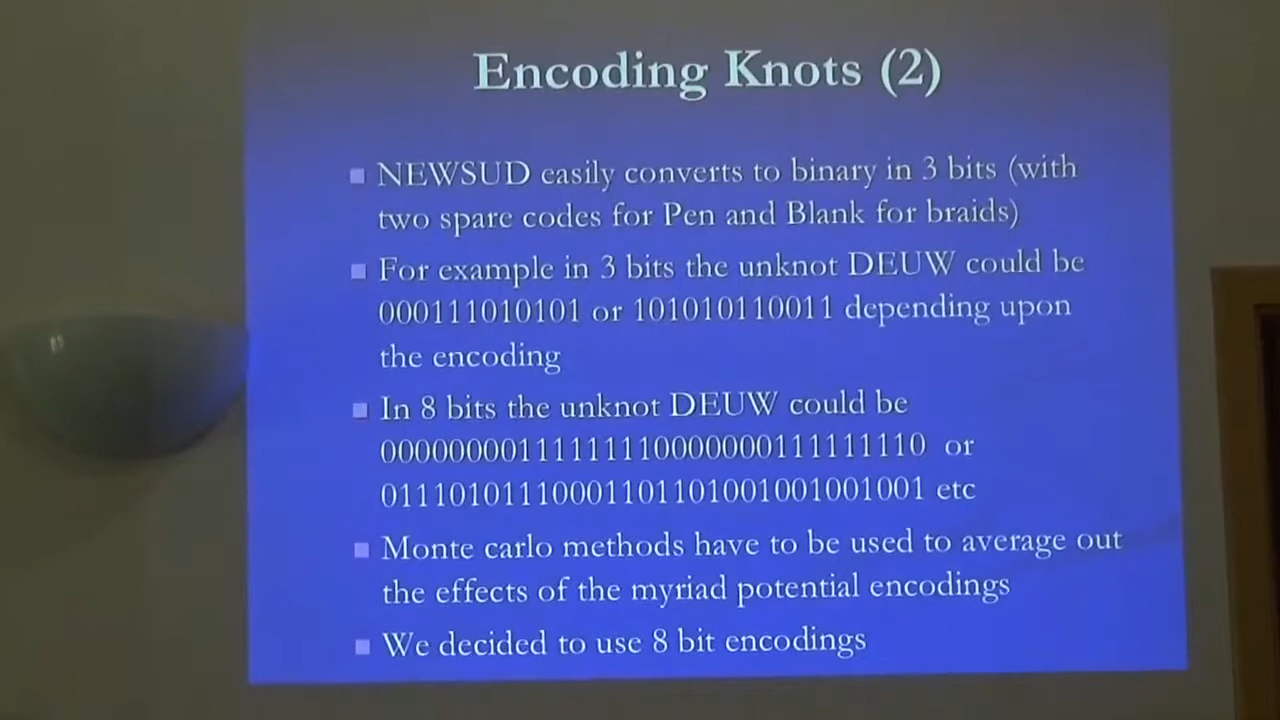 Encoding Knots (2)
NEWSUD easily converts to binary in 3 bits (with
two spare codes for Pen and Blank for braids)
For example in 3 bits the unknot DEUW could be
000111010101 or 101010110011 depending upon
the encoding
In 8 bits the unknot DEUW could be
00000000111111110000000111111110 or
01110101110001101101001001001001 etc
Monte carlo methods have to be used to average out
the effects of the myriad potential encodings
We decided to use 8 bit encodings